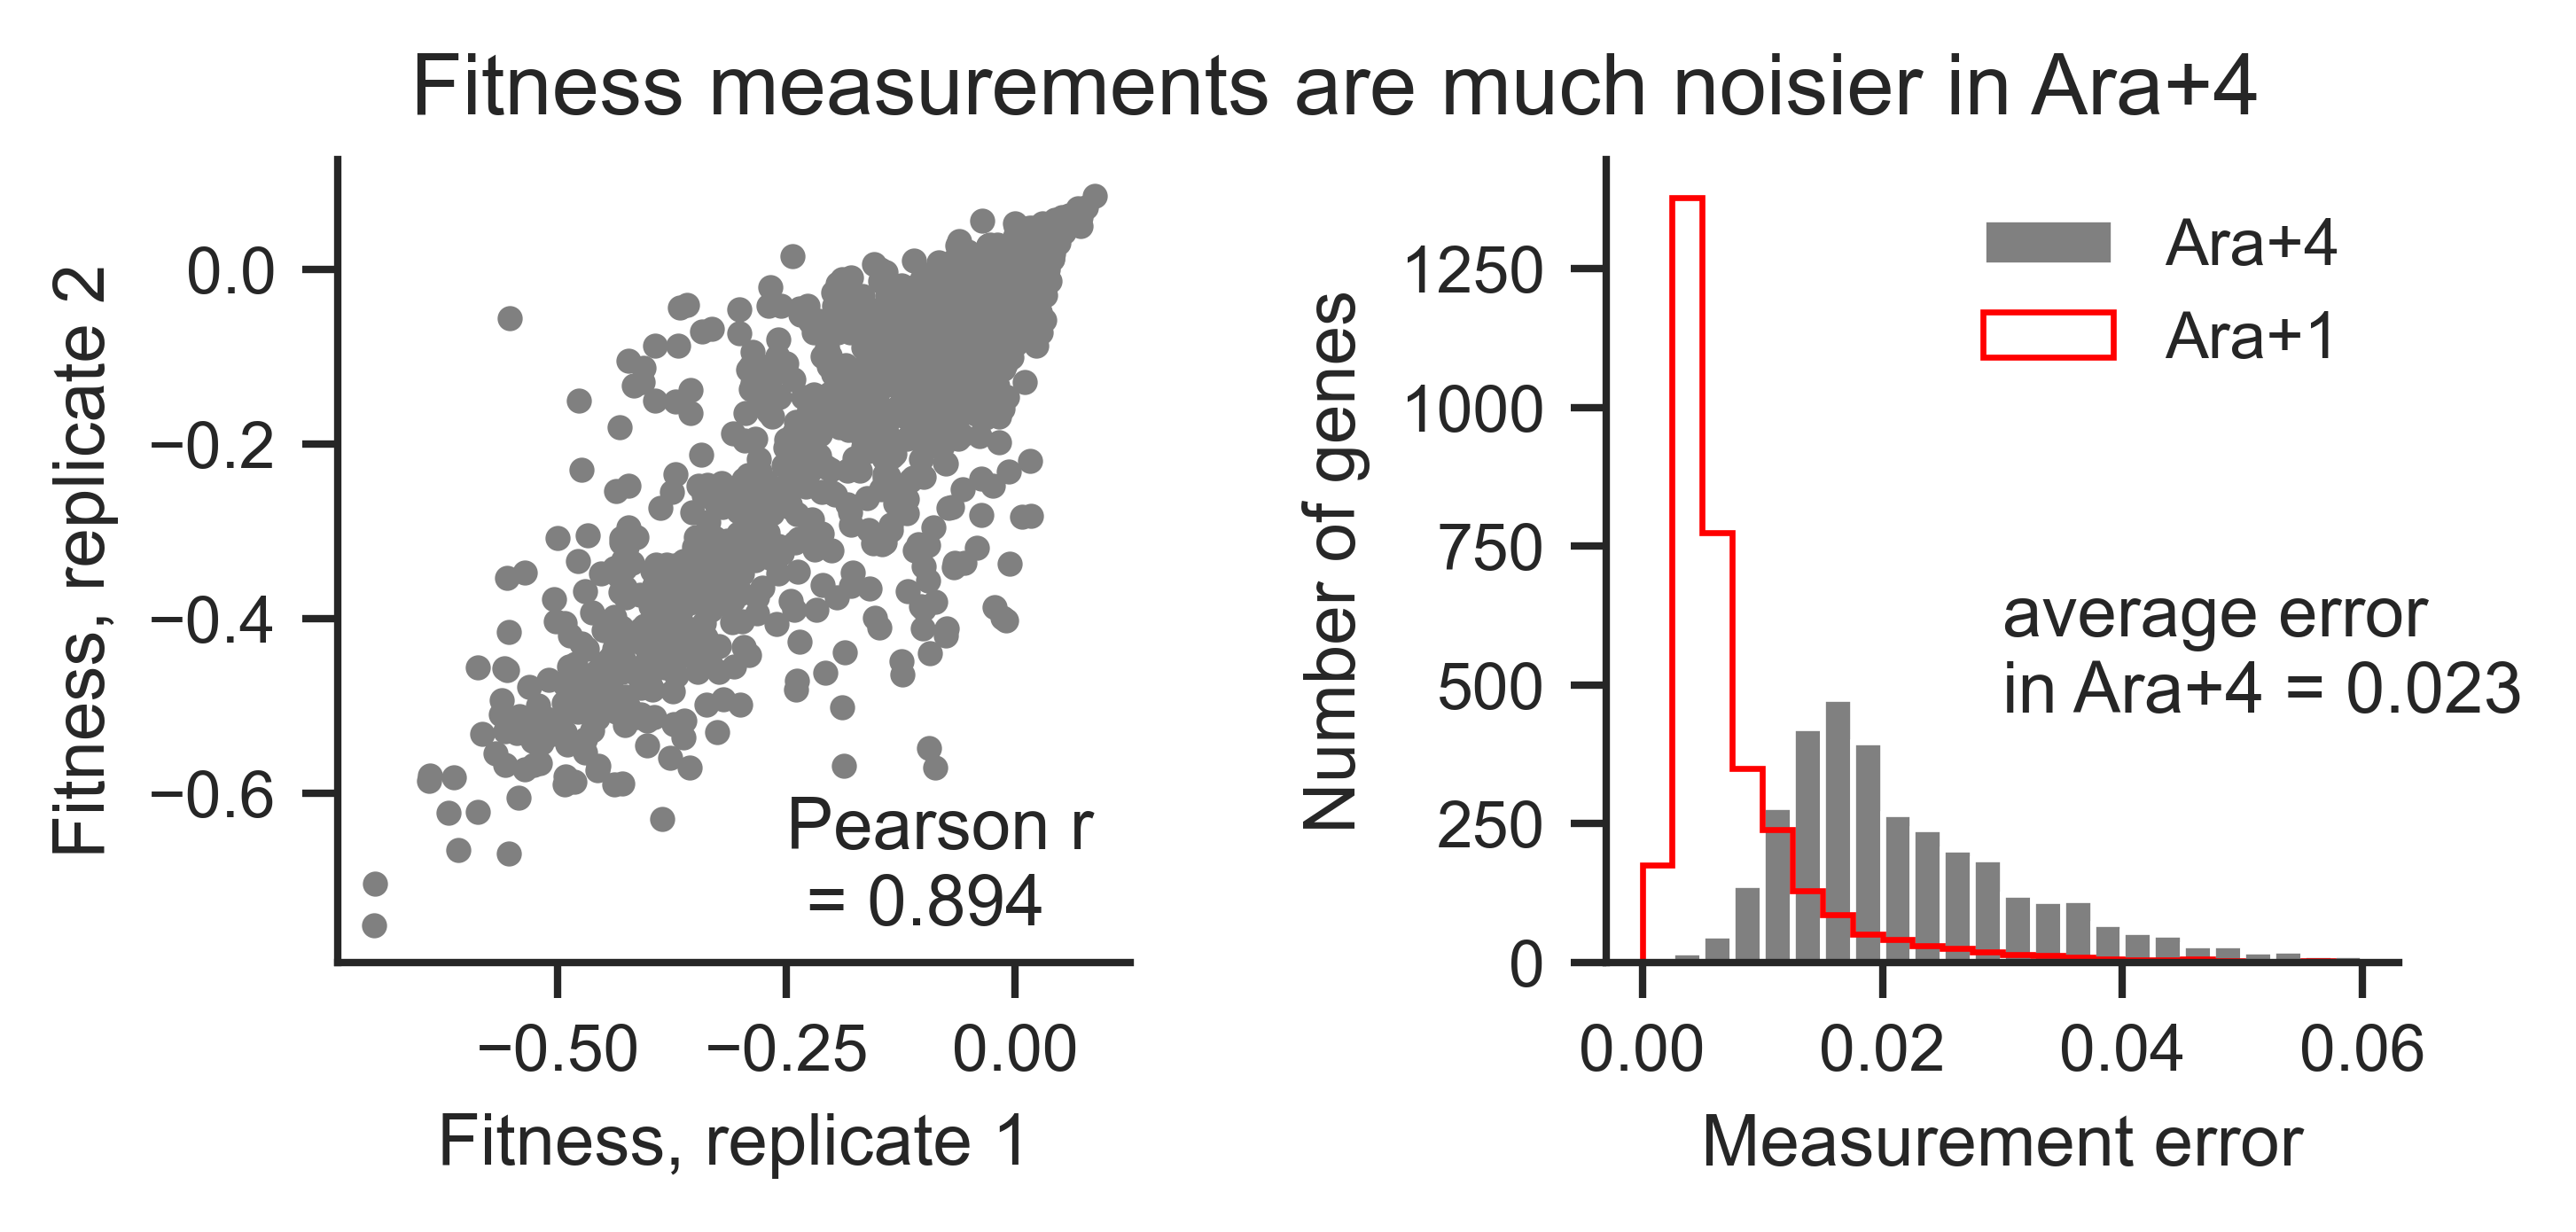 Fitness measurements are much noisier in Ara+4
Fitness, replicate 2
0.0
−0.2
−0.4
−0.6
Pearson r
= 0.894
−0.50
−0.25
0.00
Fitness, replicate 1
Number of genes
1250
1000
750
500
250
0
Ara+4
Ara+1
average error
in Ara+4 = 0.023
0.00
0.02
0.04
0.06
Measurement error